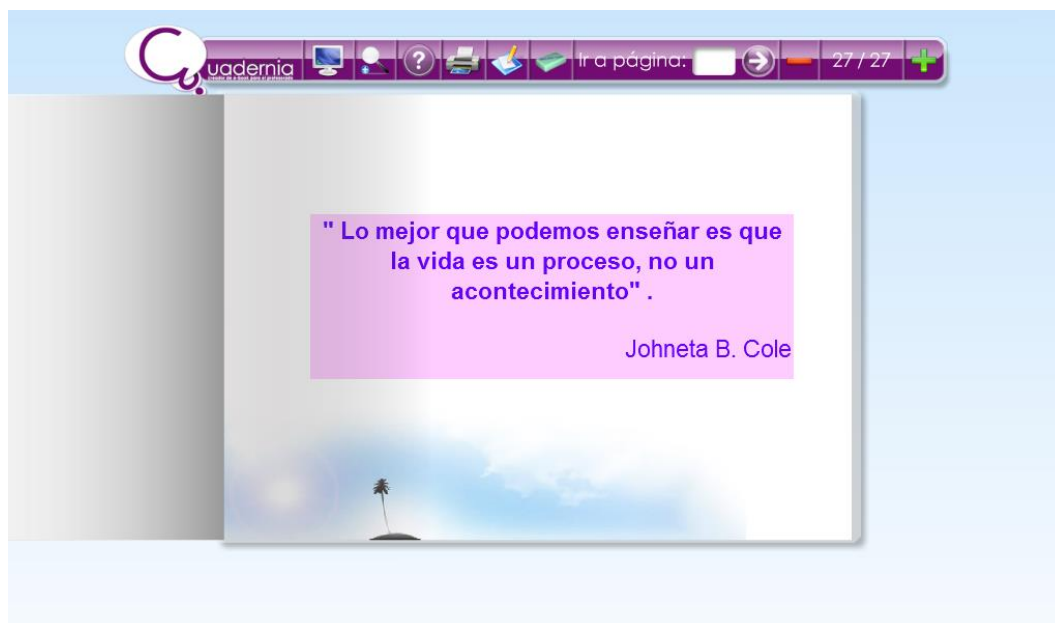 Cuadernia
Ir a página:
27 / 27
" Lo mejor que podemos enseñar es que
la vida es un proceso, no un
acontecimiento" .
Johneta B. Cole